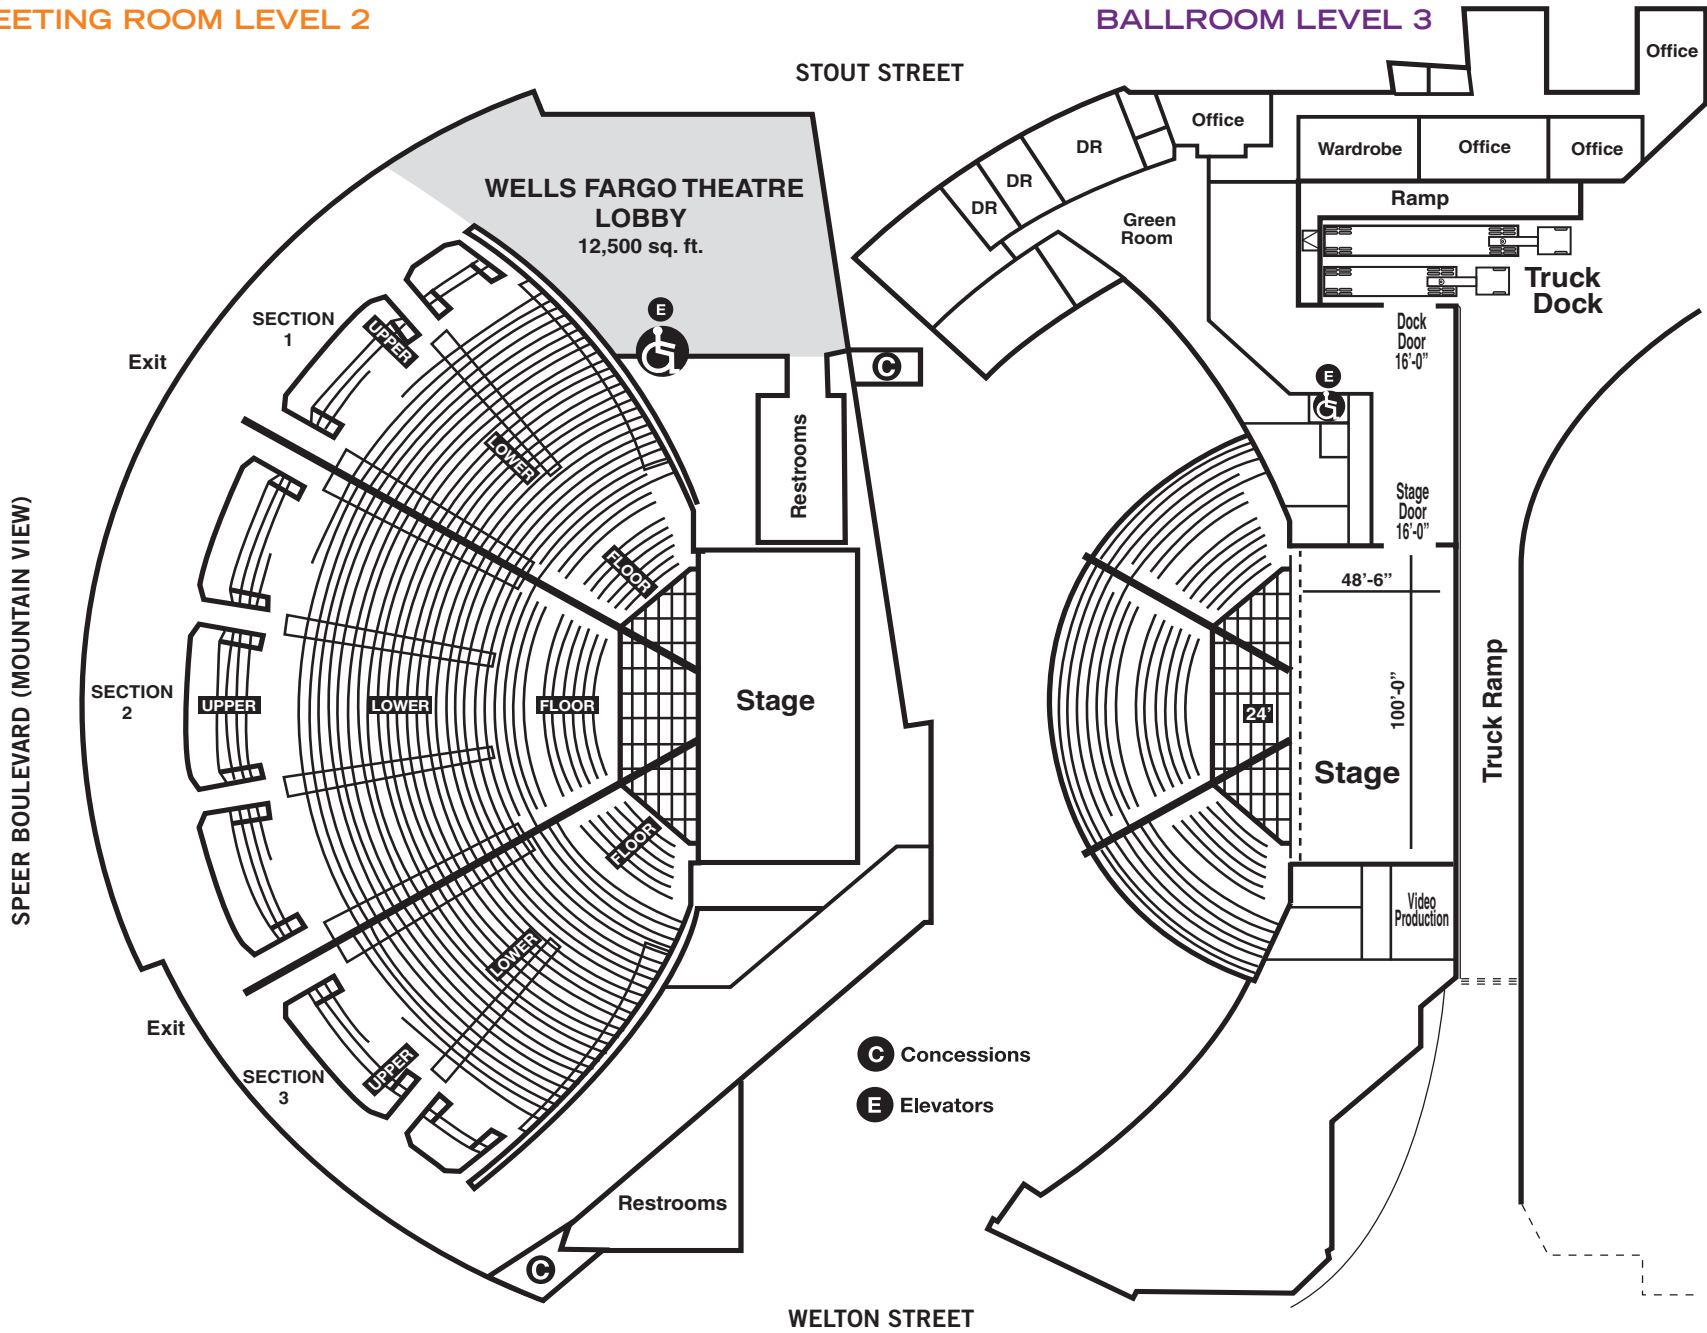 EETING ROOM LEVEL 2
BALLROOM LEVEL 3
STOUT STREET
WELLS FARGO THEATRE
LOBBY
12,500 sq. ft.
E
C
SECTION
1
Exit
UPPER
LOWER
FLOOR
Restrooms
SPEER BOULEVARD (MOUNTAIN VIEW)
SECTION
2
UPPER
LOWER
FLOOR
Stage
FLOOR
LOWER
UPPER
Exit
SECTION
3
Restrooms
C
C Concessions
E Elevators
WELTON STREET
Office
Office
DR
DR
DR
Wardrobe
Office
Office
Ramp
Green
Room
Truck
Dock
Dock
Door
16'-0"
E
Stage
Door
16'-0"
48'-6"
100'-0"
24'
Stage
Truck Ramp
Video
Production